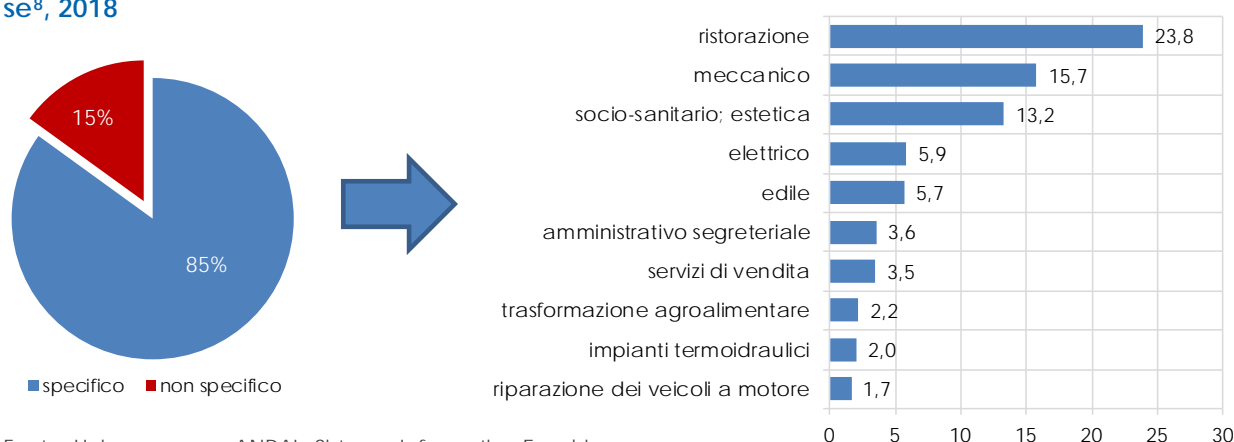 se⁸, 2018
15%
85%
specifico non specifico
ristorazione 23,8
meccanico 15,7
socio-sanitario; estetica 13,2
elettrico 5,9
edile 5,7
amministrativo segreteriale 3,6
servizi di vendita 3,5
trasformazione agroalimentare 2,2
impianti termoidraulici 2,0
riparazione dei veicoli a motore 1,7
0 5 10 15 20 25 30